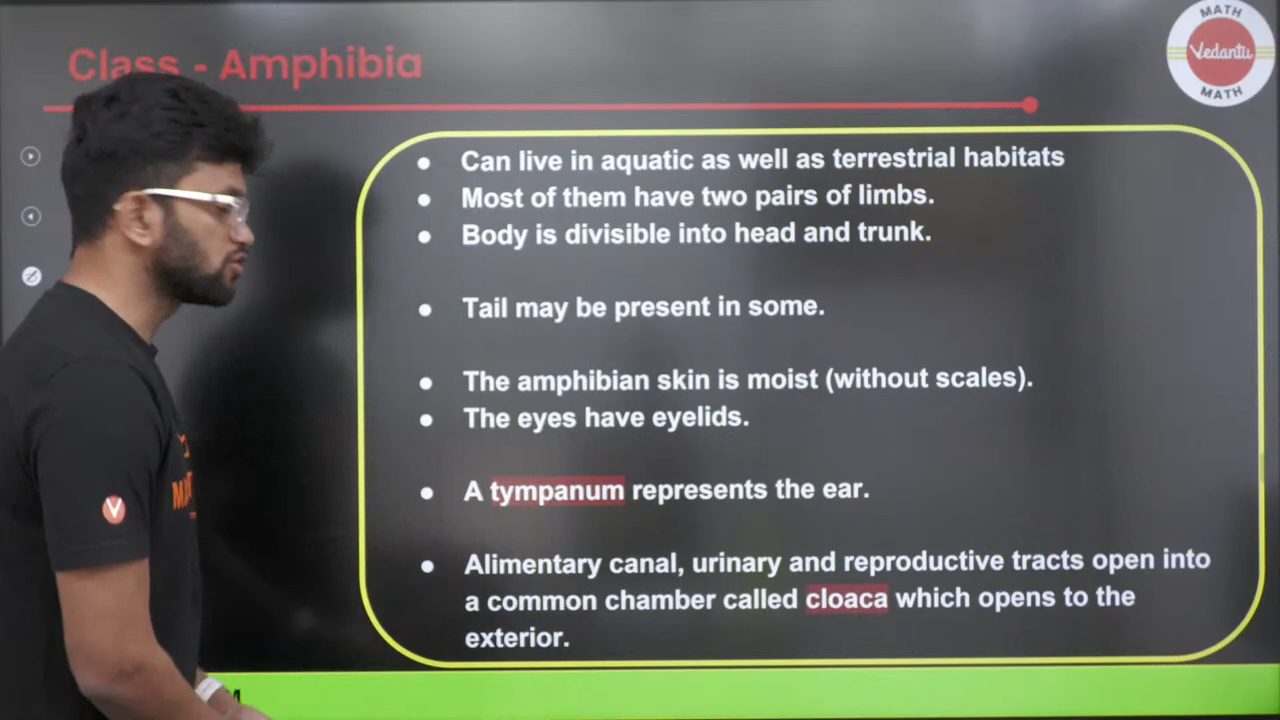 Class - Amphibia
MATH
Vedantu
MATH
• Can live in aquatic as well as terrestrial habitats
• Most of them have two pairs of limbs.
• Body is divisible into head and trunk.
• Tail may be present in some.
• The amphibian skin is moist (without scales).
• The eyes have eyelids.
• A tympanum represents the ear.
• Alimentary canal, urinary and reproductive tracts open into
a common chamber called cloaca which opens to the
exterior.
V